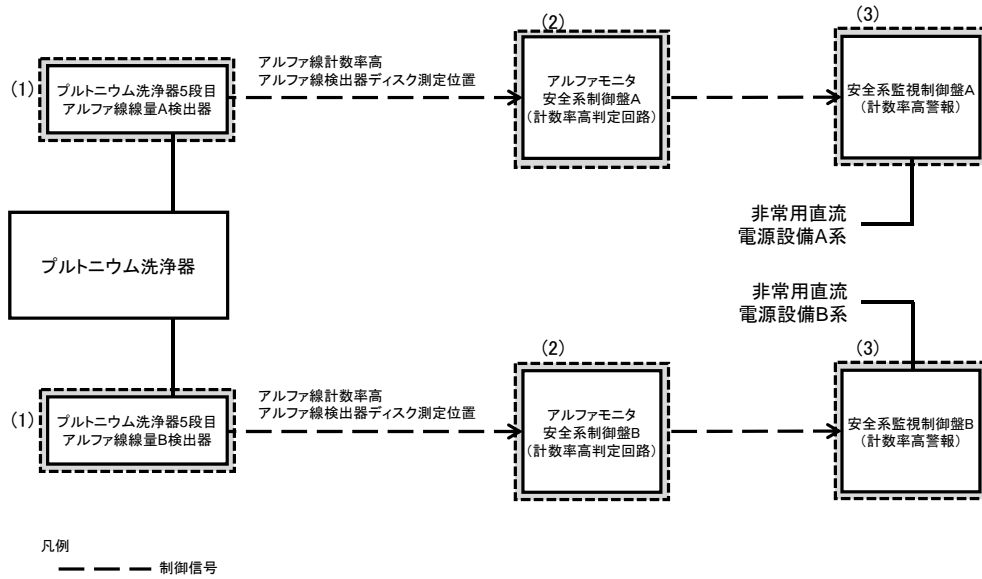 (1)
プルトニウム洗浄器5段目
アルファ線線量A検出器
アルファ線計数率高
アルファ線検出器ディスク測定位置
(2)
アルファモニタ
安全系制御盤A
(計数率高判定回路)
(3)
安全系監視制御盤A
(計数率高警報)
非常用直流
電源設備A系
プルトニウム洗浄器
非常用直流
電源設備B系
(1)
プルトニウム洗浄器5段目
アルファ線線量B検出器
アルファ線計数率高
アルファ線検出器ディスク測定位置
(2)
アルファモニタ
安全系制御盤B
(計数率高判定回路)
(3)
安全系監視制御盤B
(計数率高警報)
凡例
制御信号